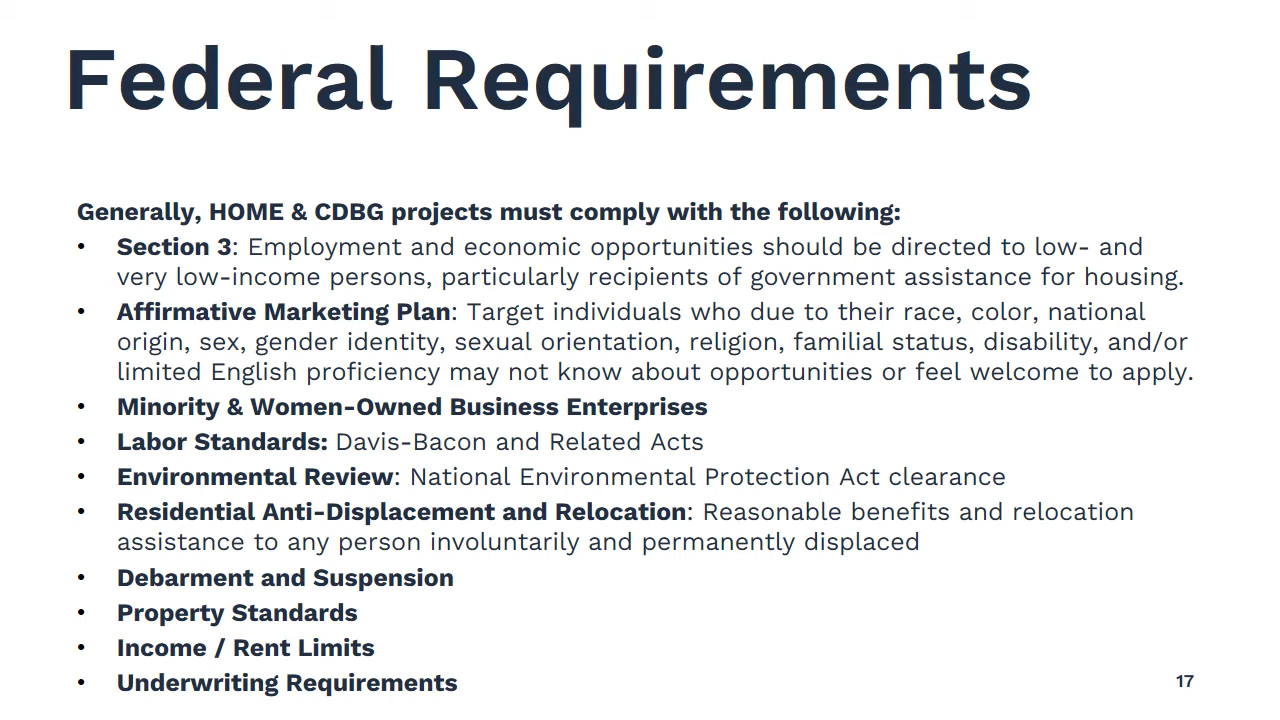 Federal Requirements
Generally, HOME & CDBG projects must comply with the following:
• Section 3: Employment and economic opportunities should be directed to low- and
very low-income persons, particularly recipients of government assistance for housing.
• Affirmative Marketing Plan: Target individuals who due to their race, color, national
origin, sex, gender identity, sexual orientation, religion, familial status, disability, and/or
limited English proficiency may not know about opportunities or feel welcome to apply.
• Minority & Women-Owned Business Enterprises
• Labor Standards: Davis-Bacon and Related Acts
• Environmental Review: National Environmental Protection Act clearance
• Residential Anti-Displacement and Relocation: Reasonable benefits and relocation
assistance to any person involuntarily and permanently displaced
• Debarment and Suspension
• Property Standards
• Income / Rent Limits
• Underwriting Requirements
17